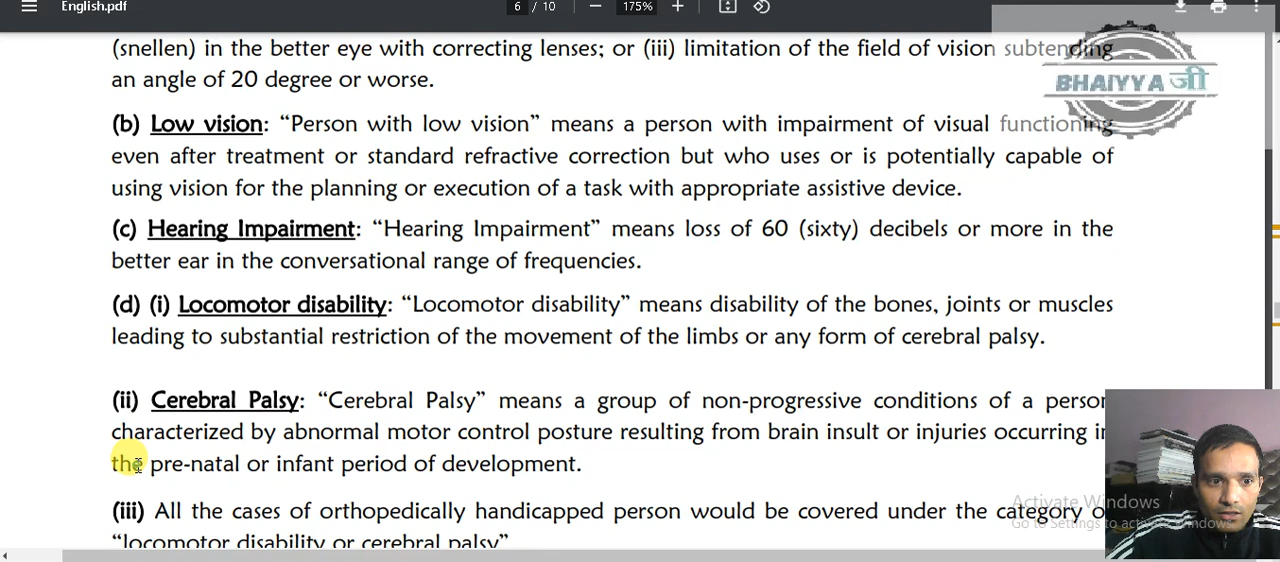 English.pdf
6 / 10
175%
(snellen) in the better eye with correcting lenses; or (iii) limitation of the field of vision subtending
an angle of 20 degree or worse.
BHAIYYA जी
(b) Low vision: “Person with low vision” means a person with impairment of visual functioning
even after treatment or standard refractive correction but who uses or is potentially capable of
using vision for the planning or execution of a task with appropriate assistive device.
(c) Hearing Impairment: “Hearing Impairment” means loss of 60 (sixty) decibels or more in the
better ear in the conversational range of frequencies.
(d) (i) Locomotor disability: “Locomotor disability” means disability of the bones, joints or muscles
leading to substantial restriction of the movement of the limbs or any form of cerebral palsy.
(ii) Cerebral Palsy: “Cerebral Palsy” means a group of non-progressive conditions of a person
characterized by abnormal motor control posture resulting from brain insult or injuries occurring in
the pre-natal or infant period of development.
(iii) All the cases of orthopedically handicapped person would be covered under the category of
“locomotor disability or cerebral palsy”
Activate Windows
Go to Settings to activate Windows